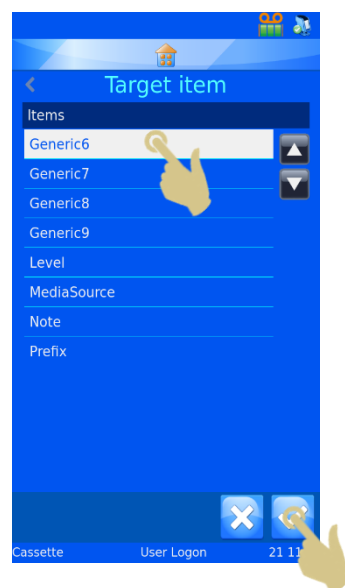 Target item
Items
Generic6
Generic7
Generic8
Generic9
Level
MediaSource
Note
Prefix
Cassette User Logon 21 11